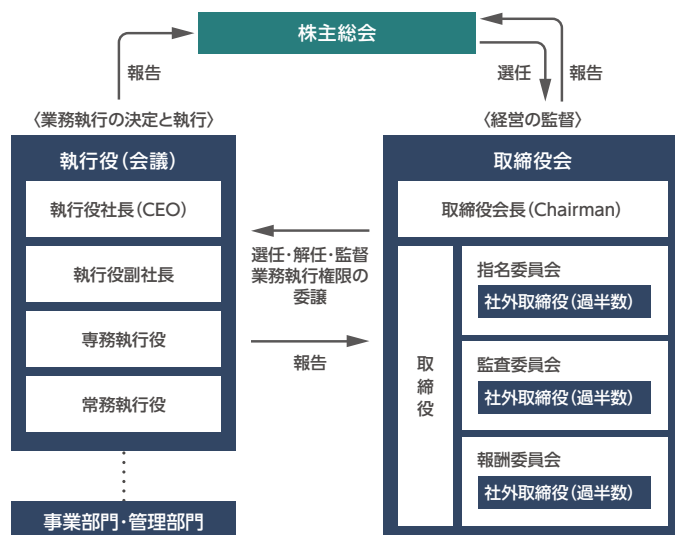 株主総会
報告
選任
報告
〈業務執行の決定と執行〉
〈経営の監督〉
執行役（会議）
執行役社長（CEO）
執行役副社長
専務執行役
常務執行役
事業部門・管理部門
選任・解任・監督
業務執行権限の
委譲
報告
取締役会
取締役会長（Chairman）
取締役
指名委員会
社外取締役（過半数）
監査委員会
社外取締役（過半数）
報酬委員会
社外取締役（過半数）